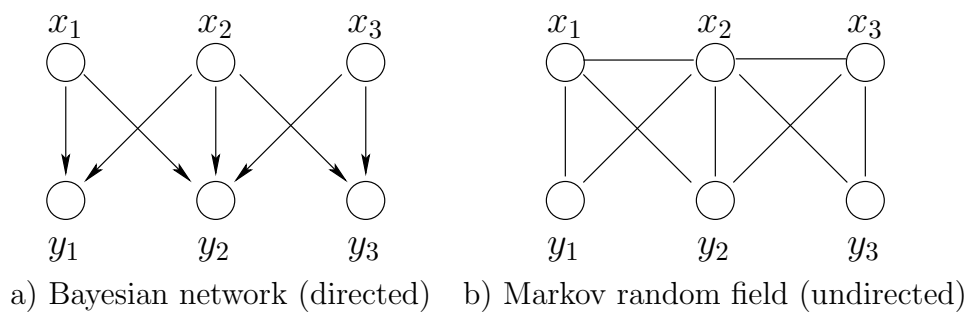 x₁ x₂ x₃ x₁ x₂ x₃
y₁ y₂ y₃ y₁ y₂ y₃
a) Bayesian network (directed) b) Markov random field (undirected)